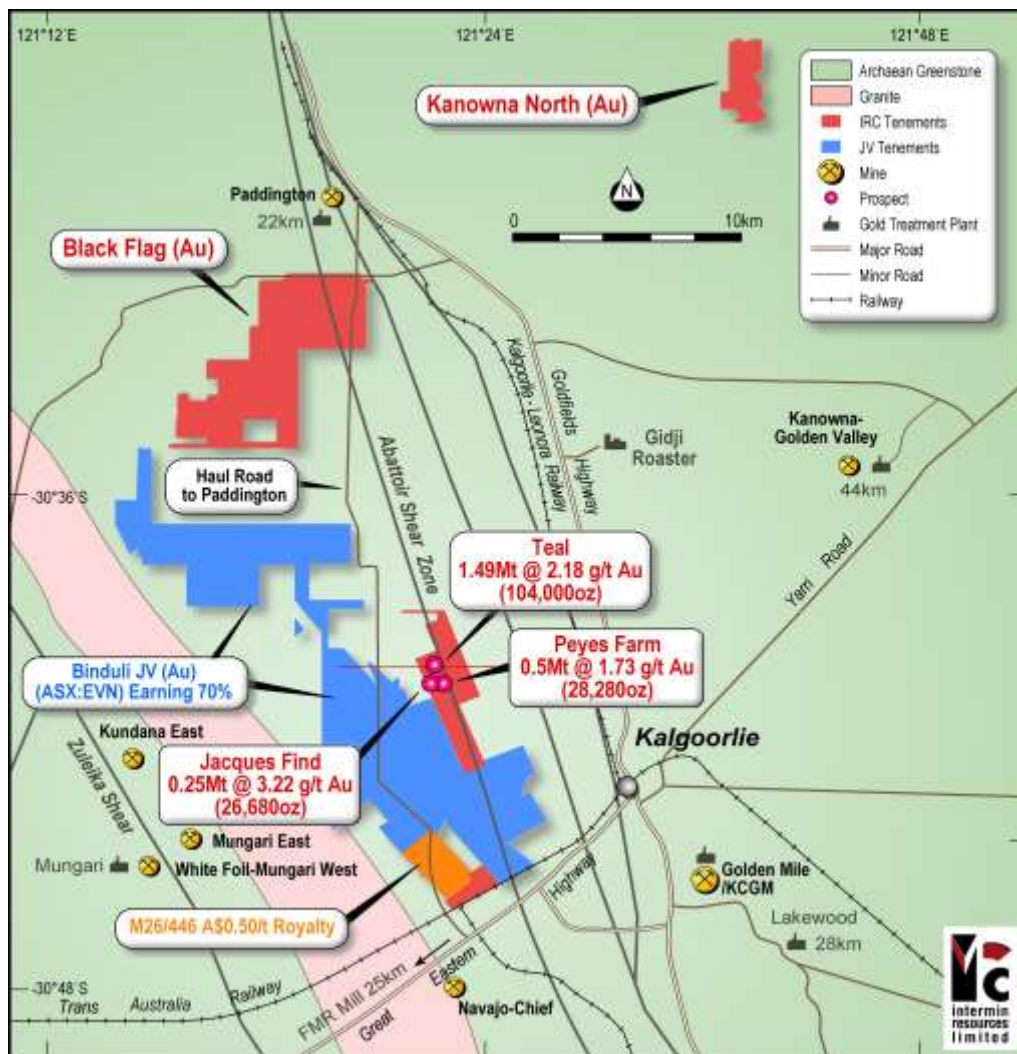 121°12'E
121°24'E
121°48'E
Archaean Greenstone
Granite
IRC Tenements
JV Tenements
Mine
Prospect
Gold Treatment Plant
Major Road
Minor Road
Railway
Kanowna North (Au)
N
0
10km
Paddington
22km
Black Flag (Au)
Kalgoorlie - Leonora Railway
Goldfields
Highway
Gidji
Roaster
Kanowna-
Golden Valley
44km
Haul Road
to Paddington
-30°36'S
Abattoir Shear Zone
Yarri Road
Teal
1.49Mt @ 2.18 g/t Au
(104,000oz)
Peyes Farm
0.5Mt @ 1.73 g/t Au
(28,280oz)
Binduli JV (Au)
(ASX:EVN) Earning 70%
Kundana East
Zuleika Shear
Jacques Find
0.25Mt @ 3.22 g/t Au
(26,680oz)
Kalgoorlie
Mungari East
Mungari
White Foil-Mungari West
Golden Mile
/KCGM
M26/446 A$0.50/t Royalty
Lakewood
28km
-30°48'S
Trans Australia Railway
FMR Mill 25km
Great Eastern Highway
Navajo-Chief
intermin
resources
limited